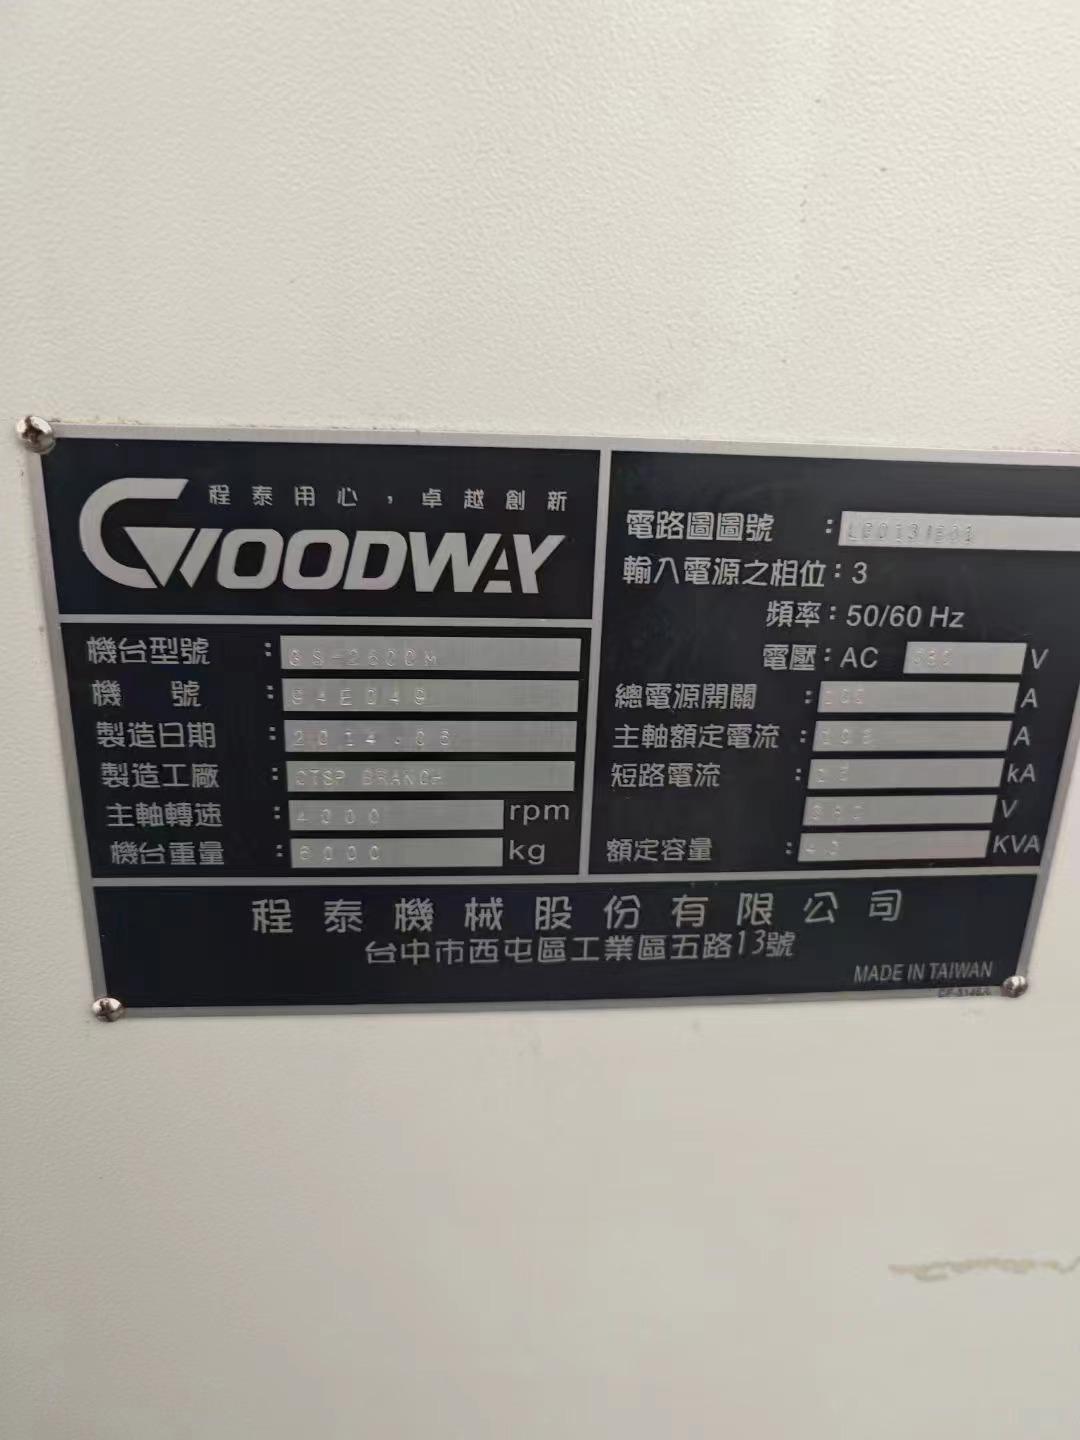 程泰用心，卓越創新
GOODWAY
機台型號：GS-2600M
機 號：94E049
製造日期：2014.06
製造工廠：CTSP BRANCH
主軸轉速：4000 rpm
機台重量：6000 kg
電路圖圖號：
輸入電源之相位：3
頻率：50/60 Hz
電壓：AC 380 V
總電源開關：100 A
主軸額定電流： A
短路電流： kA
380 V
額定容量：40 KVA
程泰機械股份有限公司
台中市西屯區工業區五路13號
MADE IN TAIWAN